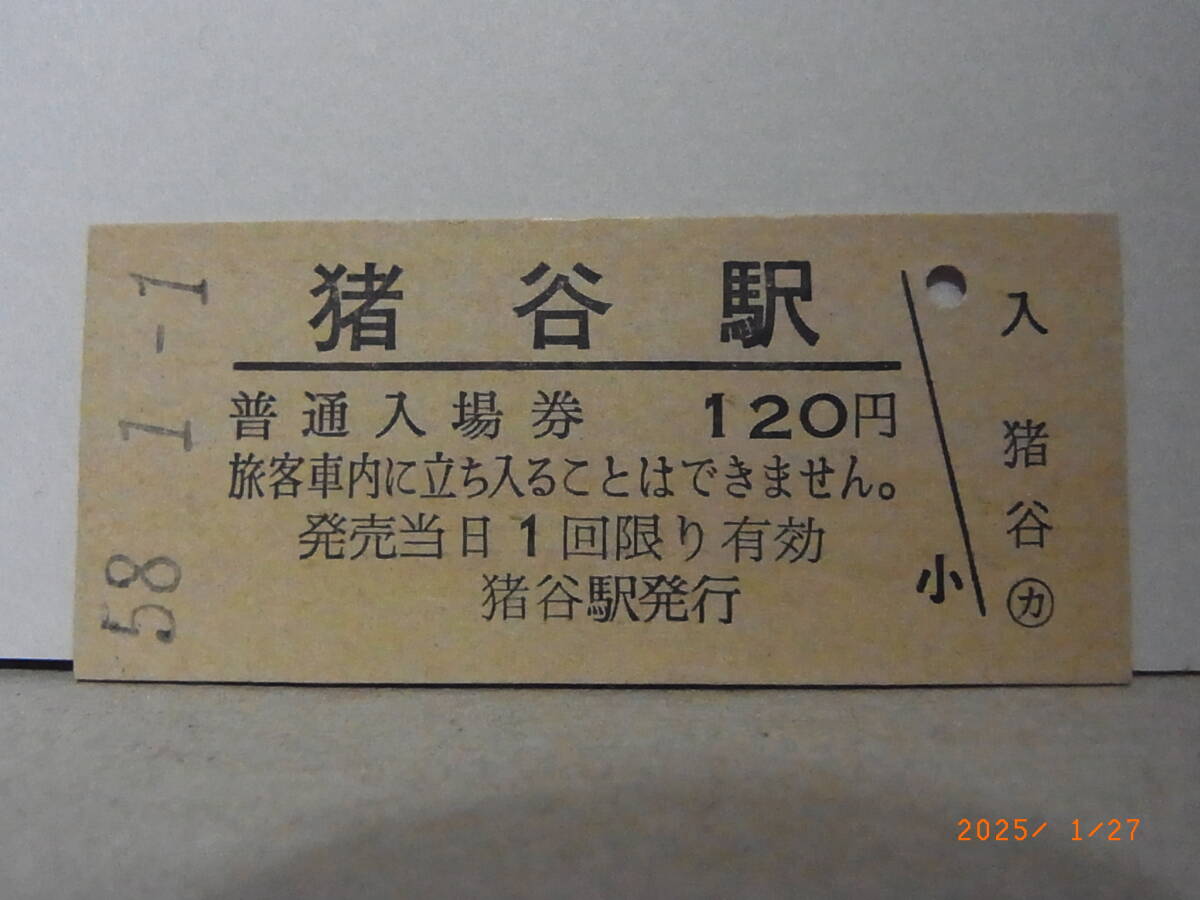 58 1-1
猪谷駅
普通入場券 120円
旅客車内に立ち入ることはできません。
発売当日1回限り有効
猪谷駅発行
小
入
猪谷
㋕
2025/ 1/27